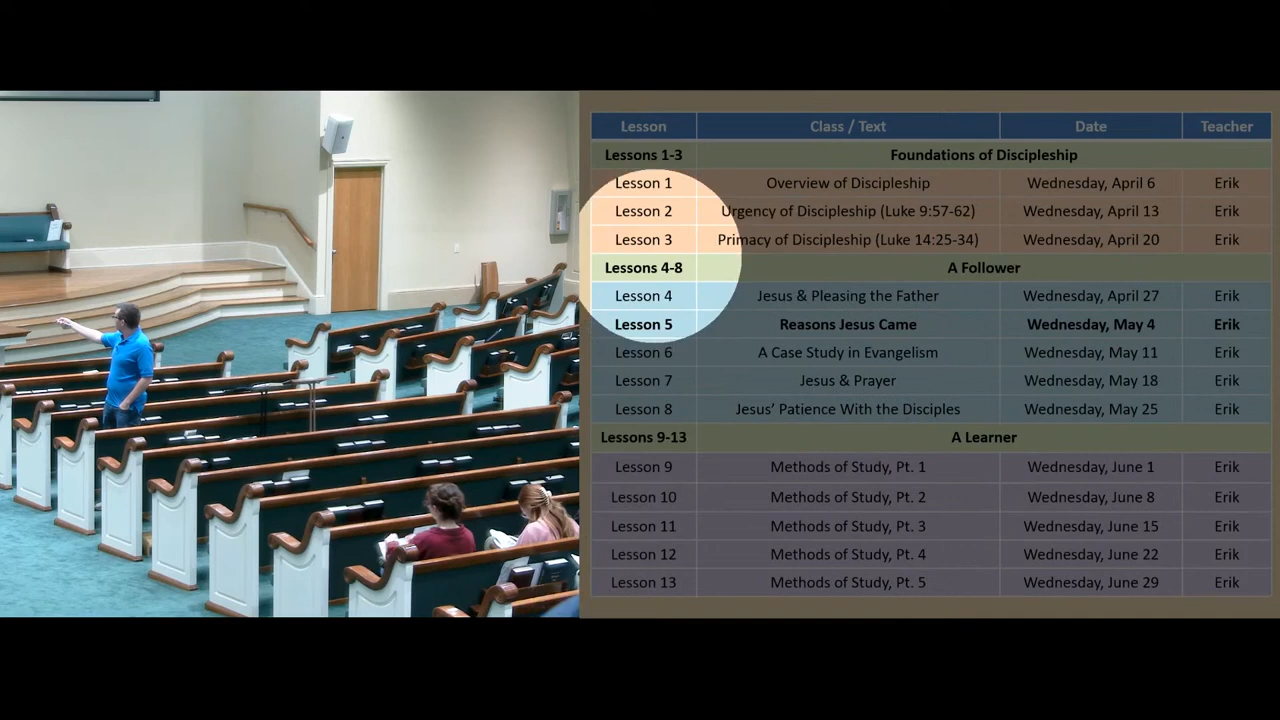 Lesson Class / Text Date Teacher
Lessons 1-3 Foundations of Discipleship
Lesson 1 Overview of Discipleship Wednesday, April 6 Erik
Lesson 2 Urgency of Discipleship (Luke 9:57-62) Wednesday, April 13 Erik
Lesson 3 Primacy of Discipleship (Luke 14:25-34) Wednesday, April 20 Erik
Lessons 4-8 A Follower
Lesson 4 Jesus & Pleasing the Father Wednesday, April 27 Erik
Lesson 5 Reasons Jesus Came Wednesday, May 4 Erik
Lesson 6 A Case Study in Evangelism Wednesday, May 11 Erik
Lesson 7 Jesus & Prayer Wednesday, May 18 Erik
Lesson 8 Jesus’ Patience With the Disciples Wednesday, May 25 Erik
Lessons 9-13 A Learner
Lesson 9 Methods of Study, Pt. 1 Wednesday, June 1 Erik
Lesson 10 Methods of Study, Pt. 2 Wednesday, June 8 Erik
Lesson 11 Methods of Study, Pt. 3 Wednesday, June 15 Erik
Lesson 12 Methods of Study, Pt. 4 Wednesday, June 22 Erik
Lesson 13 Methods of Study, Pt. 5 Wednesday, June 29 Erik